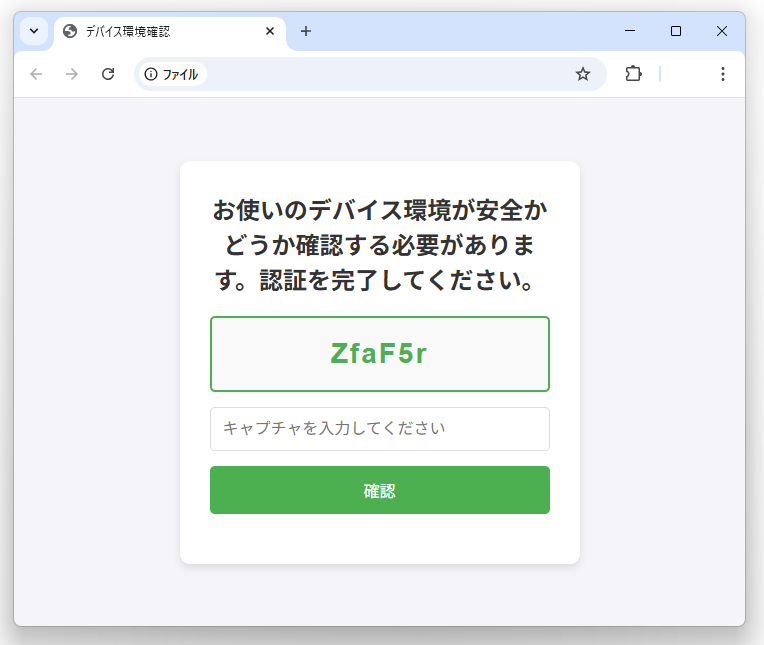 デバイス環境確認
ファイル
お使いのデバイス環境が安全か
どうか確認する必要がありま
す。認証を完了してください。
ZfaF5r
キャプチャを入力してください
確認